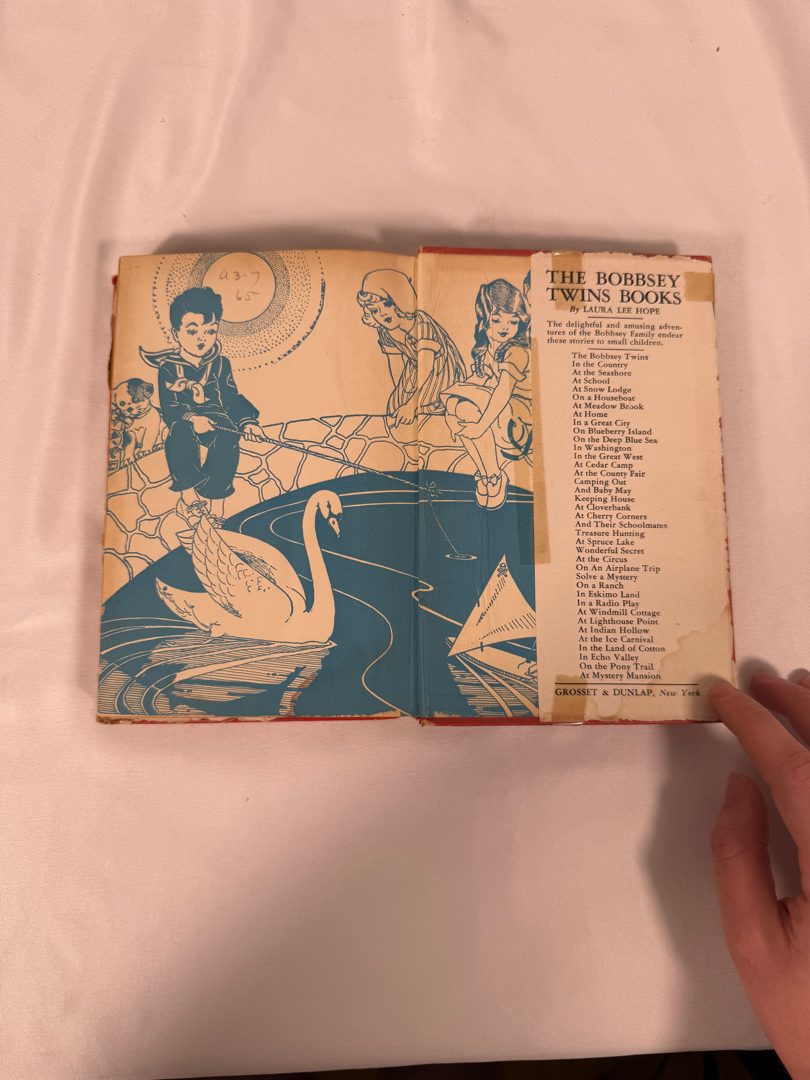 93-7
65
THE BOBBSEY
TWINS BOOKS
By LAURA LEE HOPE
The delightful and amusing adven-
tures of the Bobbsey Family endear
these stories to small children.
The Bobbsey Twins
In the Country
At the Seashore
At School
At Snow Lodge
On a Houseboat
At Meadow Brook
At Home
In a Great City
On Blueberry Island
On the Deep Blue Sea
In Washington
In the Great West
At Cedar Camp
At the County Fair
Camping Out
And Baby May
Keeping House
At Cloverbank
At Cherry Corners
And Their Schoolmates
Treasure Hunting
At Spruce Lake
Wonderful Secret
At the Circus
On An Airplane Trip
Solve a Mystery
On a Ranch
In Eskimo Land
In a Radio Play
At Windmill Cottage
At Lighthouse Point
At Indian Hollow
At the Ice Carnival
In the Land of Cotton
In Echo Valley
On the Pony Trail
At Mystery Mansion
GROSSET & DUNLAP, New York